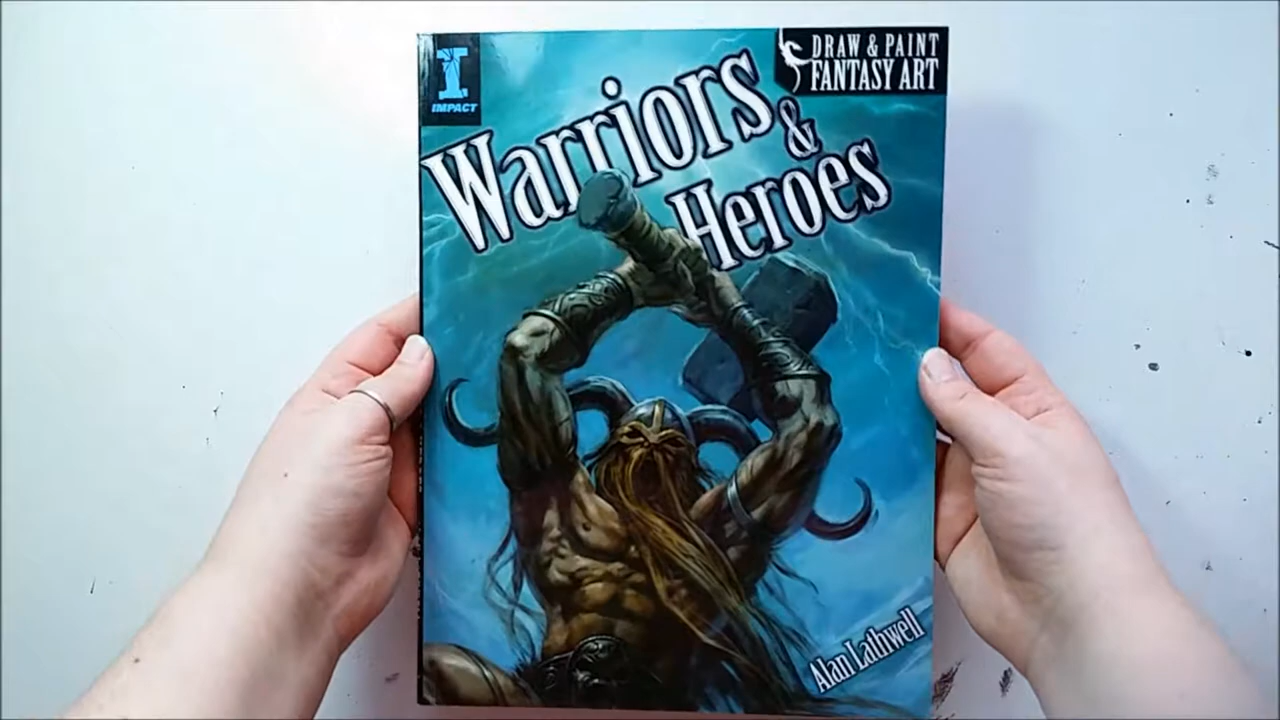 I
IMPACT
DRAW & PAINT
FANTASY ART
Warriors
&
Heroes
Alan Lathwell